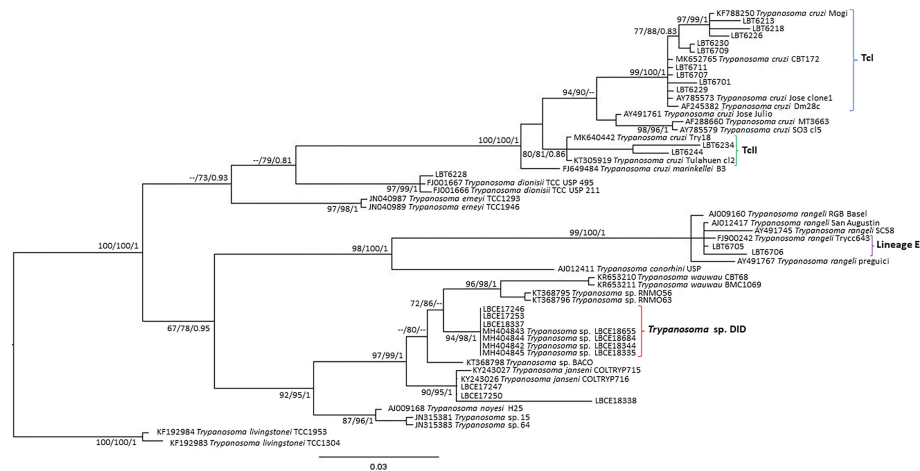 KF788250 Trypanosoma cruzi Mogi
97/99/1
LBT6213
LBT6218
77/88/0.83
LBT6226
LBT6230
LBT6709
MK652765 Trypanosoma cruzi CBT172
TcI
LBT6711
99/100/1
LBT6707
LBT6701
LBT6229
94/90/--
AY785573 Trypanosoma cruzi Jose clone1
AF245382 Trypanosoma cruzi Dm28c
AY491761 Trypanosoma cruzi Jose Julio
AF288660 Trypanosoma cruzi MT3663
98/96/1
AY785579 Trypanosoma cruzi SO3 cl5
MK640442 Trypanosoma cruzi Try18
100/100/1
LBT6234
TcII
LBT6244
80/81/0.86
KT305919 Trypanosoma cruzi Tulahuen cl2
--/79/0.81
FJ649484 Trypanosoma cruzi marinkellei B3
--/73/0.93
LBT6228
FJ001667 Trypanosoma dionisii TCC USP 495
97/99/1
FJ001666 Trypanosoma dionisii TCC USP 211
JN040987 Trypanosoma erneyi TCC1293
97/98/1
JN040989 Trypanosoma erneyi TCC1946
AJ009160 Trypanosoma rangeli RGB Basel
AJ012417 Trypanosoma rangeli San Augustin
AY491745 Trypanosoma rangeli SC58
99/100/1
FJ900242 Trypanosoma rangeli Trycc643
100/100/1
98/100/1
LBT6705
Lineage E
LBT6706
AY491767 Trypanosoma rangeli preguici
AJ012411 Trypanosoma conorhini USP
KR653210 Trypanosoma wauwau CBT68
96/98/1
KR653211 Trypanosoma wauwau BMC1069
KT368795 Trypanosoma sp. RNMO56
72/86/--
KT368796 Trypanosoma sp. RNMO63
LBCE17246
LBCE17253
LBCE18337
67/78/0.95
--/80/--
MH404843 Trypanosoma sp. LBCE18655
Trypanosoma sp. DID
94/98/1
MH404844 Trypanosoma sp. LBCE18684
MH404842 Trypanosoma sp. LBCE18344
MH404845 Trypanosoma sp. LBCE18335
97/99/1
KT368798 Trypanosoma sp. BACO
KY243027 Trypanosoma janseni COLTRYP715
KY243026 Trypanosoma janseni COLTRYP716
90/95/1
LBCE17247
92/95/1
LBCE17250
LBCE18338
AJ009168 Trypanosoma noyesi H25
87/96/1
JN315381 Trypanosoma sp. 15
JN315383 Trypanosoma sp. 64
KF192984 Trypanosoma livingstonei TCC1953
100/100/1
KF192983 Trypanosoma livingstonei TCC1304
0.03